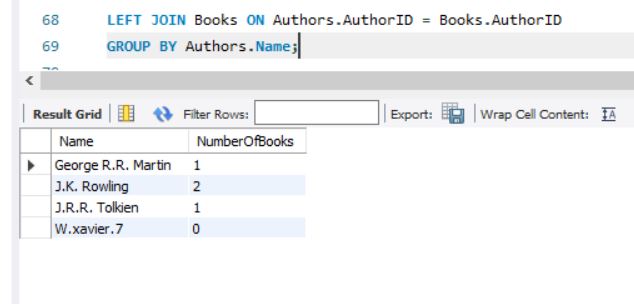 68 LEFT JOIN Books ON Authors.AuthorID = Books.AuthorID
69 GROUP BY Authors.Name;
Result Grid Filter Rows: Export: Wrap Cell Content:
Name NumberOfBooks
George R.R. Martin 1
J.K. Rowling 2
J.R.R. Tolkien 1
W.xavier.7 0